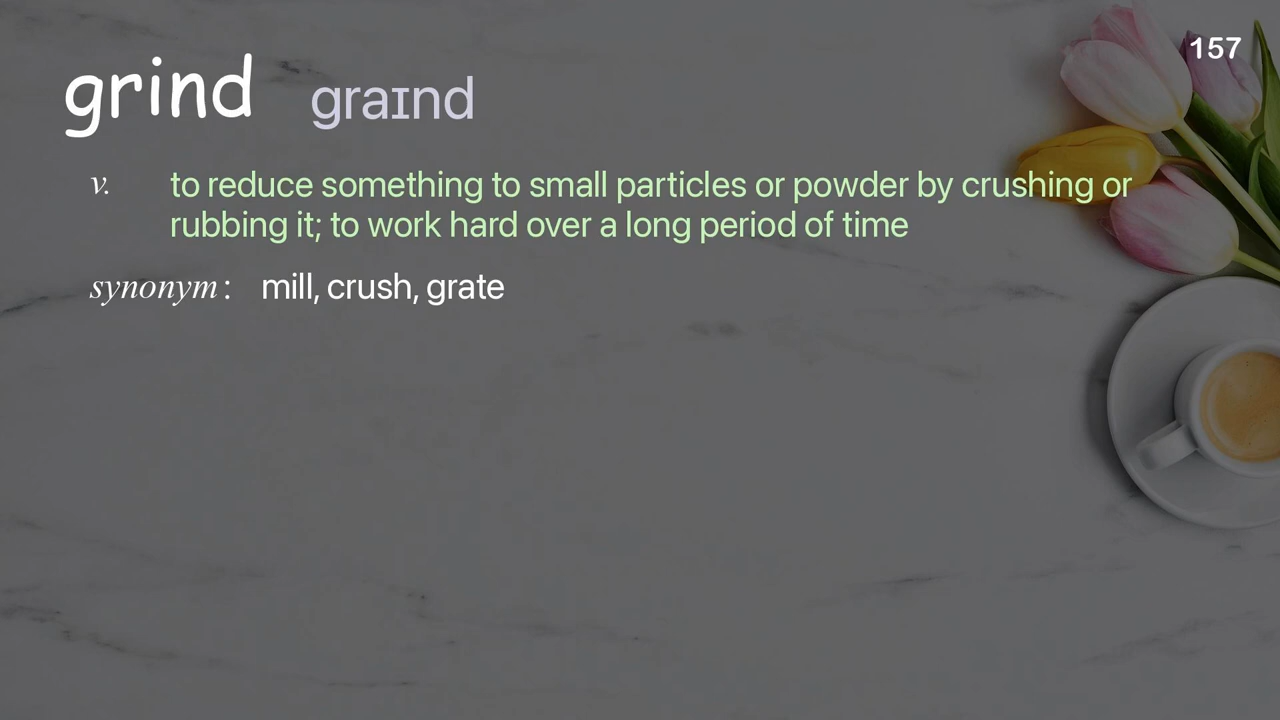 157
grind graɪnd
v. to reduce something to small particles or powder by crushing or
rubbing it; to work hard over a long period of time
synonym: mill, crush, grate